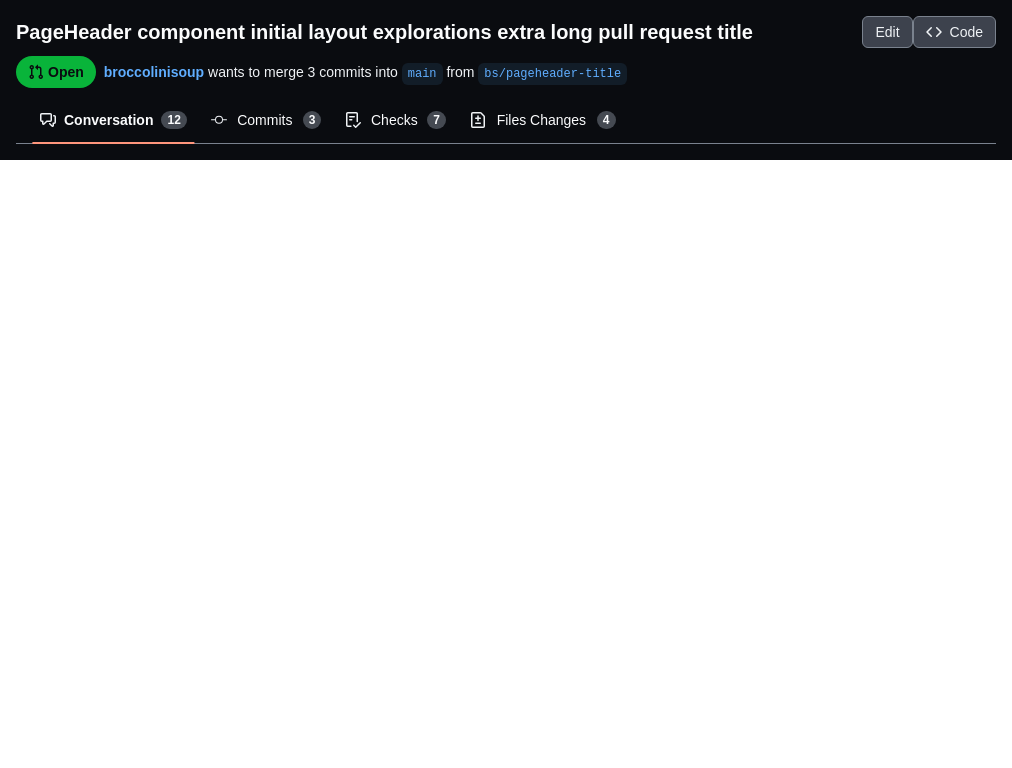 PageHeader component initial layout explorations extra long pull request title
Edit
Code
Open
broccolinisoup wants to merge 3 commits into main from bs/pageheader-title
Conversation 12
Commits 3
Checks 7
Files Changes 4